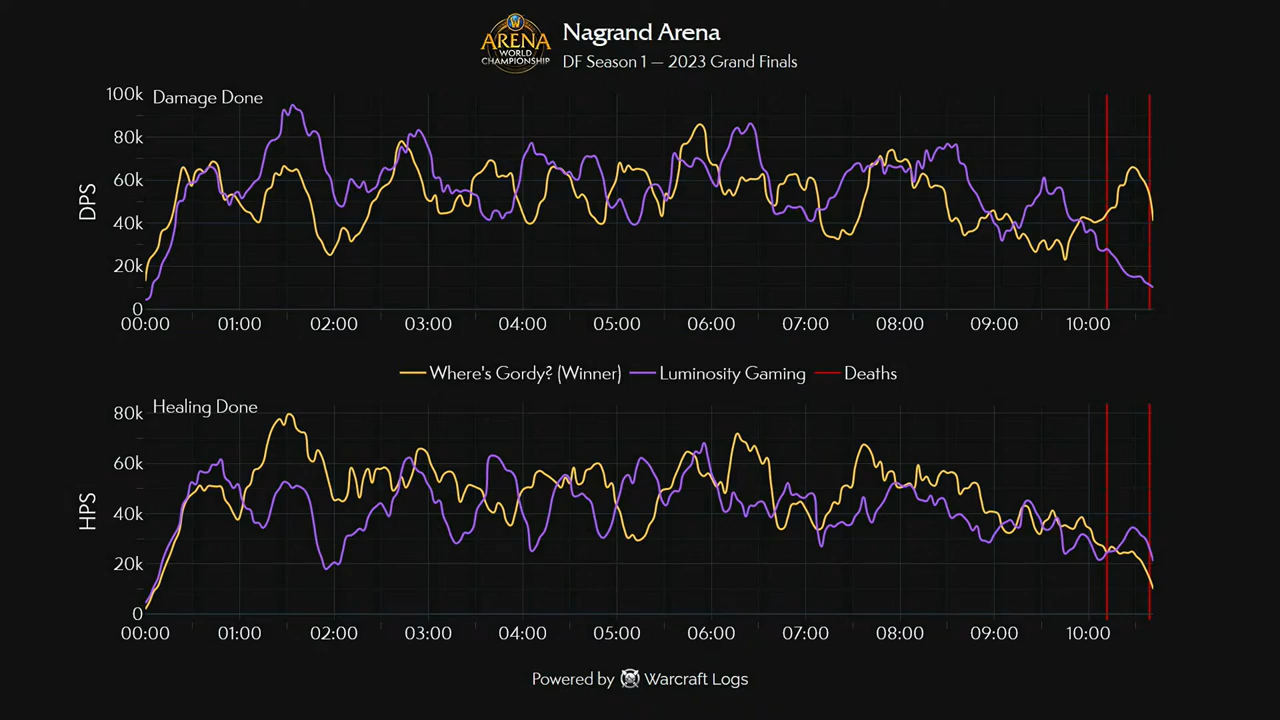 W
ARENA
WORLD
CHAMPIONSHIP
Nagrand Arena
DF Season 1 — 2023 Grand Finals
Damage Done
DPS
100k
80k
60k
40k
20k
0
00:00 01:00 02:00 03:00 04:00 05:00 06:00 07:00 08:00 09:00 10:00
Where's Gordy? (Winner) Luminosity Gaming Deaths
Healing Done
HPS
80k
60k
40k
20k
0
00:00 01:00 02:00 03:00 04:00 05:00 06:00 07:00 08:00 09:00 10:00
Powered by Warcraft Logs